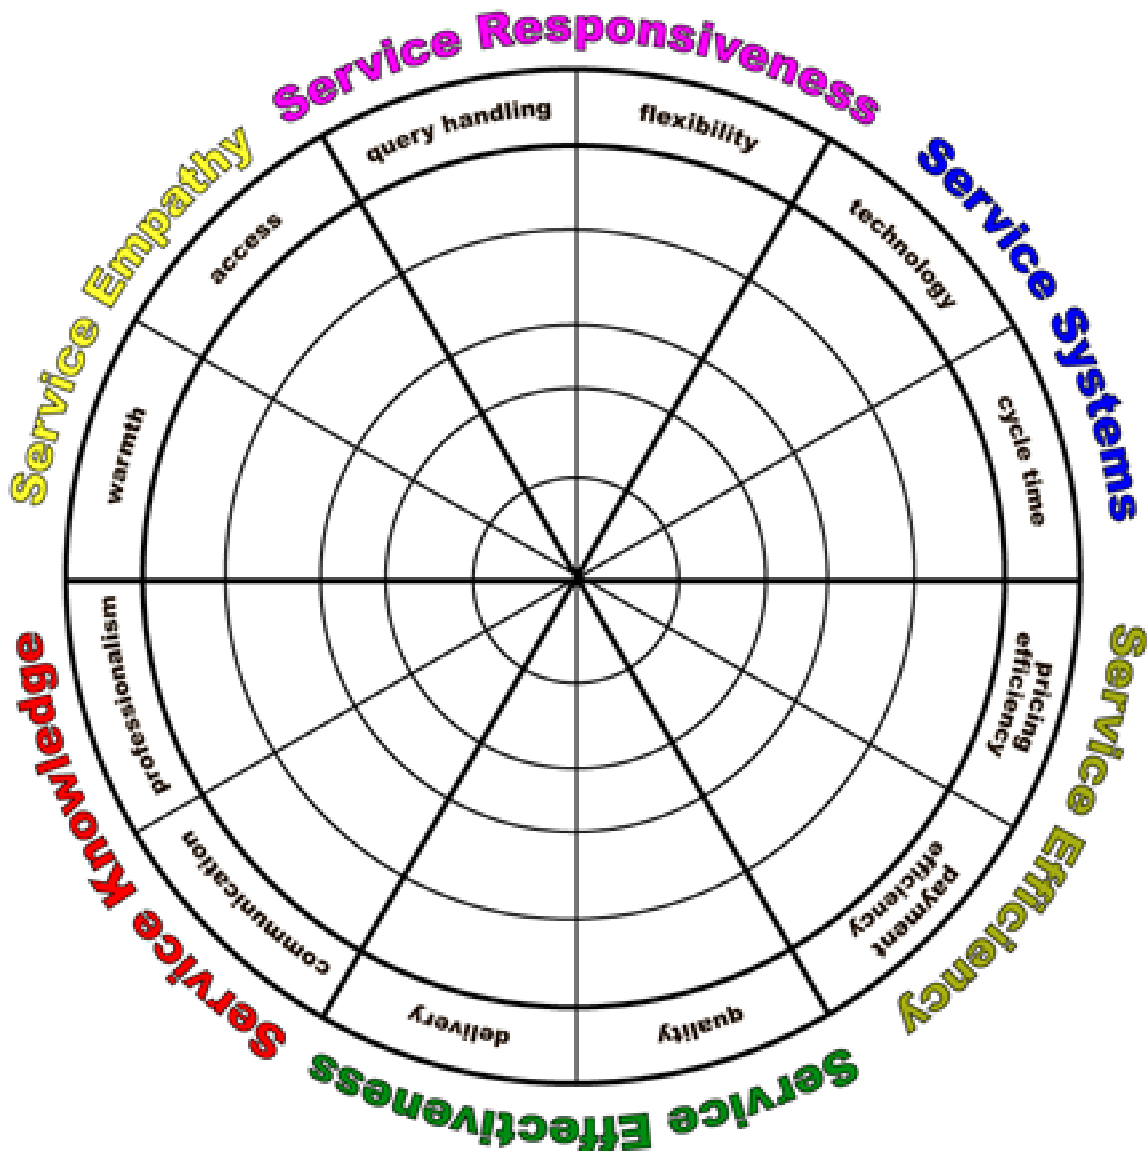 Service Responsiveness
query handling
flexibility
Service Systems
technology
cycle time
Service Efficiency
pricing
efficiency
payment
efficiency
Service Effectiveness
quality
delivery
Service Knowledge
communication
professionalism
Service Empathy
warmth
access